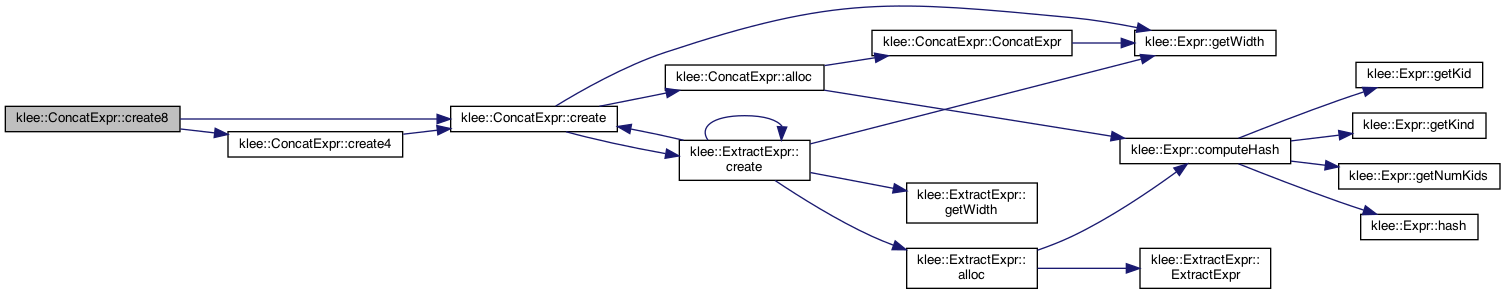 klee::ConcatExpr::create8
klee::ConcatExpr::create4
klee::ConcatExpr::create
klee::ConcatExpr::alloc
klee::ExtractExpr::
create
klee::ConcatExpr::ConcatExpr
klee::ExtractExpr::
getWidth
klee::ExtractExpr::
alloc
klee::Expr::getWidth
klee::Expr::computeHash
klee::ExtractExpr::
ExtractExpr
klee::Expr::getKid
klee::Expr::getKind
klee::Expr::getNumKids
klee::Expr::hash